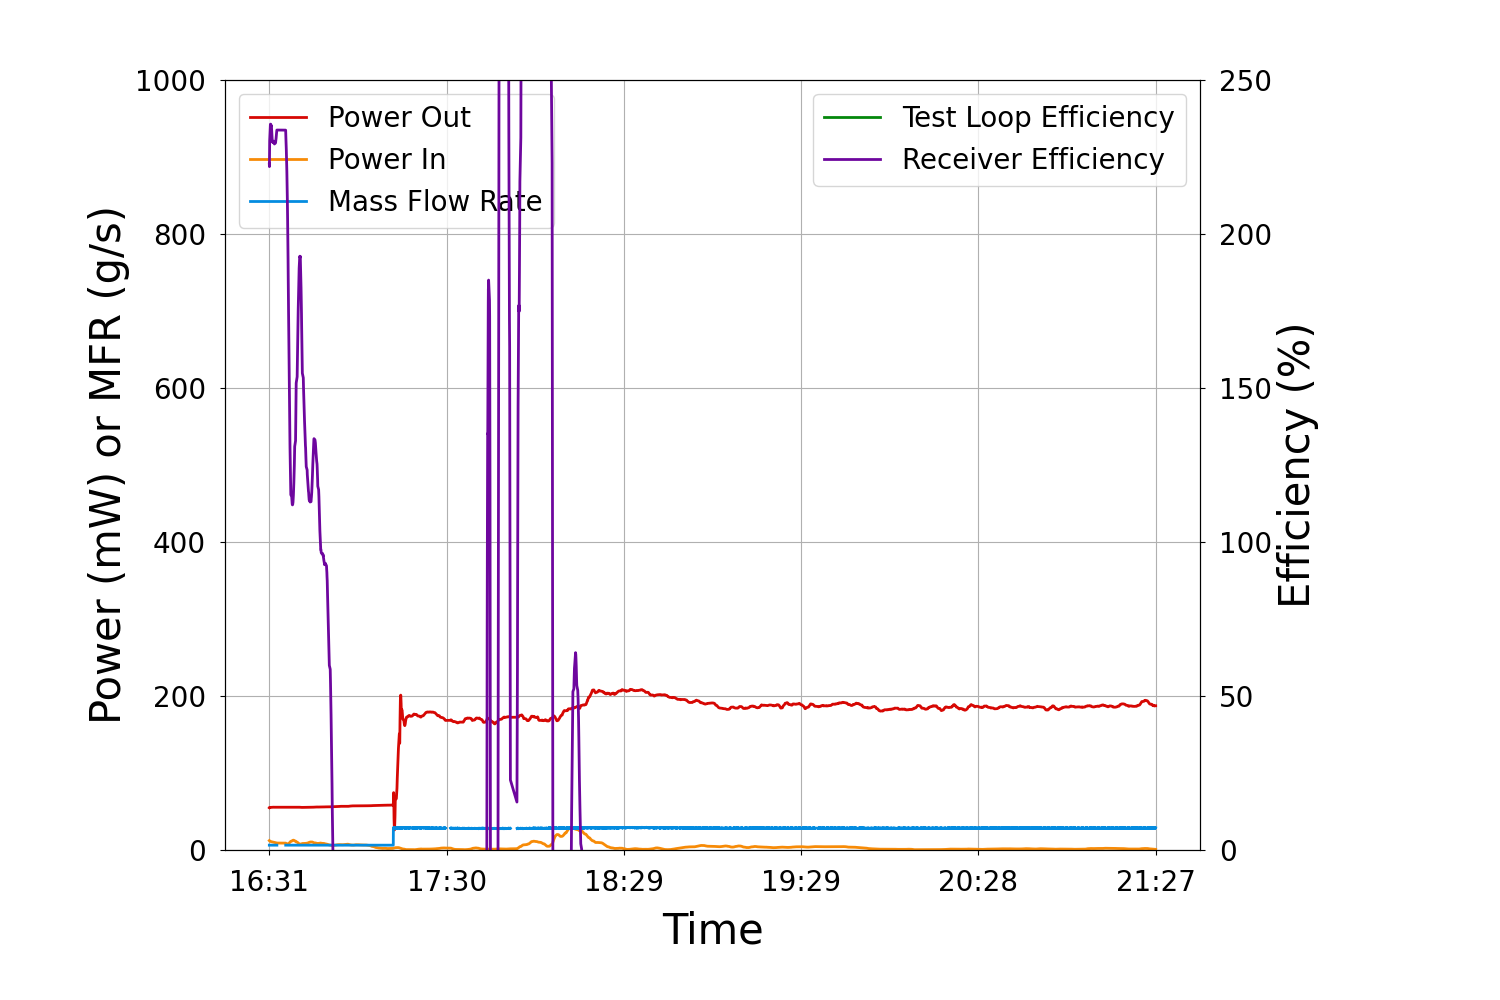 1000
800
600
400
200
0
Power (mW) or MFR (g/s)
Power Out
Power In
Mass Flow Rate
Test Loop Efficiency
Receiver Efficiency
250
200
150
100
50
0
Efficiency (%)
16:31 17:30 18:29 19:29 20:28 21:27
Time